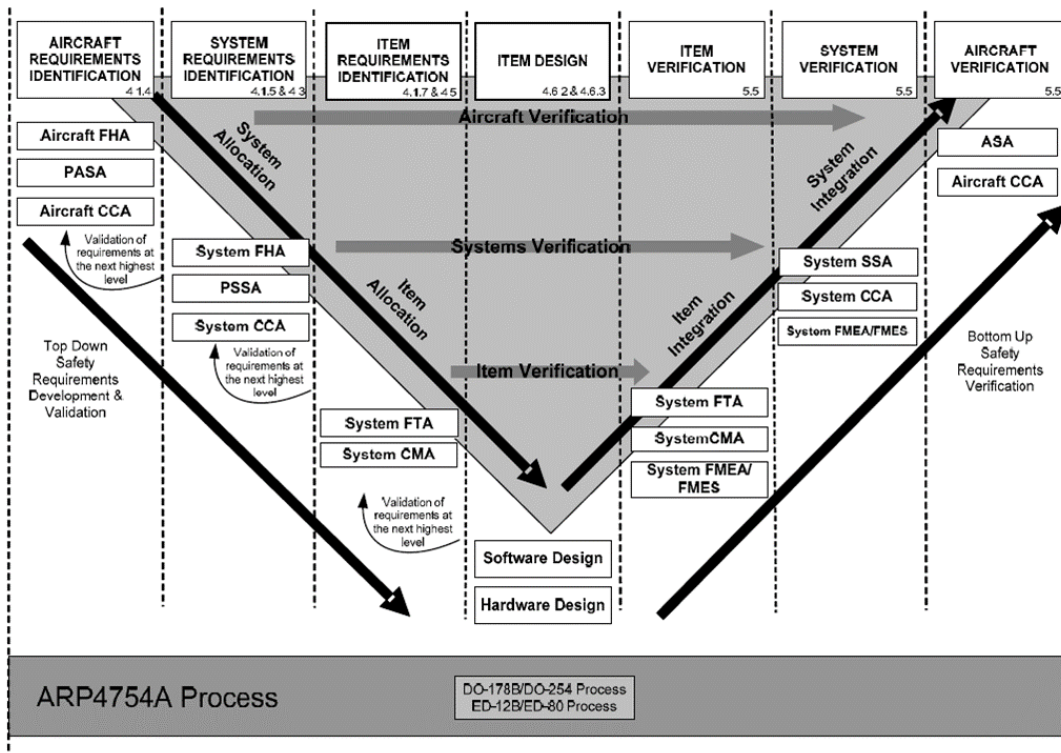 AIRCRAFT
REQUIREMENTS
IDENTIFICATION
4.1.4
SYSTEM
REQUIREMENTS
IDENTIFICATION
4.1.5 & 4 3
ITEM
REQUIREMENTS
IDENTIFICATION
4.1.7 & 4 5
ITEM DESIGN
4.6 2 & 4.6.3
ITEM
VERIFICATION
5.5
SYSTEM
VERIFICATION
5.5
AIRCRAFT
VERIFICATION
5.5
Aircraft FHA
PASA
Aircraft CCA
Validation of
requirements at
the next highest
level
System FHA
PSSA
System CCA
Validation of
requirements at
the next highest
level
System FTA
System CMA
Validation of
requirements at
the next highest
level
Top Down
Safety
Requirements
Development &
Validation
System
Allocation
Item
Allocation
Aircraft Verification
Systems Verification
Item Verification
System
Integration
Item
Integration
Software Design
Hardware Design
System FTA
SystemCMA
System FMEA/
FMES
System SSA
System CCA
System FMEA/FMES
ASA
Aircraft CCA
Bottom Up
Safety
Requirements
Verification
ARP4754A Process
DO-178B/DO-254 Process
ED-12B/ED-80 Process